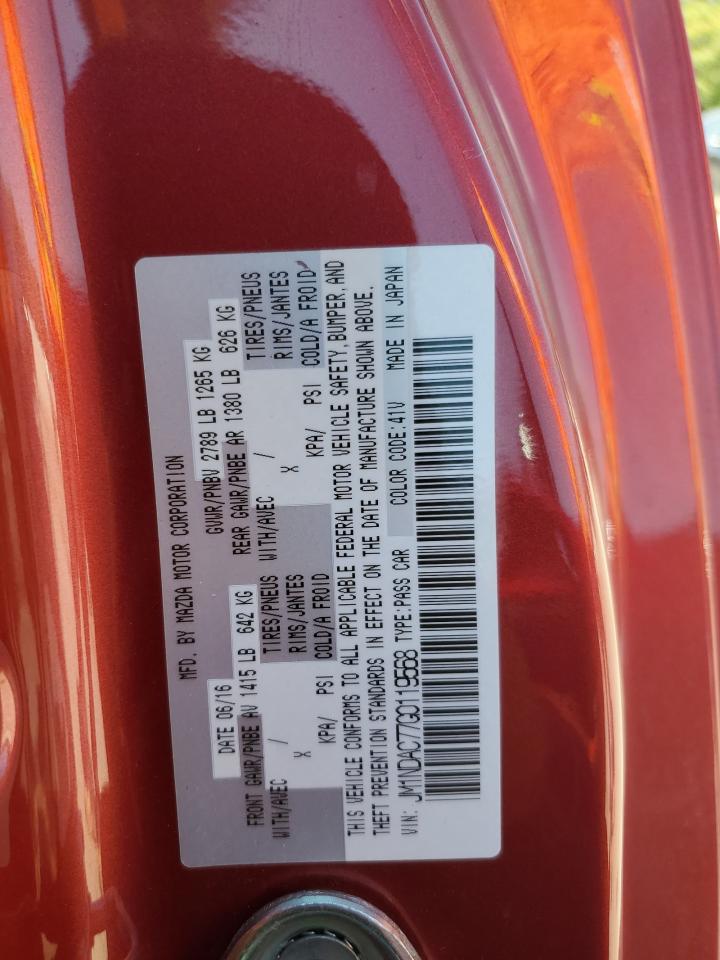 MFD. BY MAZDA MOTOR CORPORATION
DATE 06/16 GVWR/PNBV 2789 LB 1265 KG
FRONT GAWR/PNBE AV 1415 LB 642 KG REAR GAWR/PNBE AR 1380 LB 626 KG
WITH/AVEC / TIRES/PNEUS WITH/AVEC / TIRES/PNEUS
X RIMS/JANTES X RIMS/JANTES
KPA/ PSI COLD/A FROID KPA/ PSI COLD/A FROID
THIS VEHICLE CONFORMS TO ALL APPLICABLE FEDERAL MOTOR VEHICLE SAFETY, BUMPER, AND
THEFT PREVENTION STANDARDS IN EFFECT ON THE DATE OF MANUFACTURE SHOWN ABOVE.
VIN: JM1NDAC77G0119568 TYPE:PASS CAR COLOR CODE:41V MADE IN JAPAN